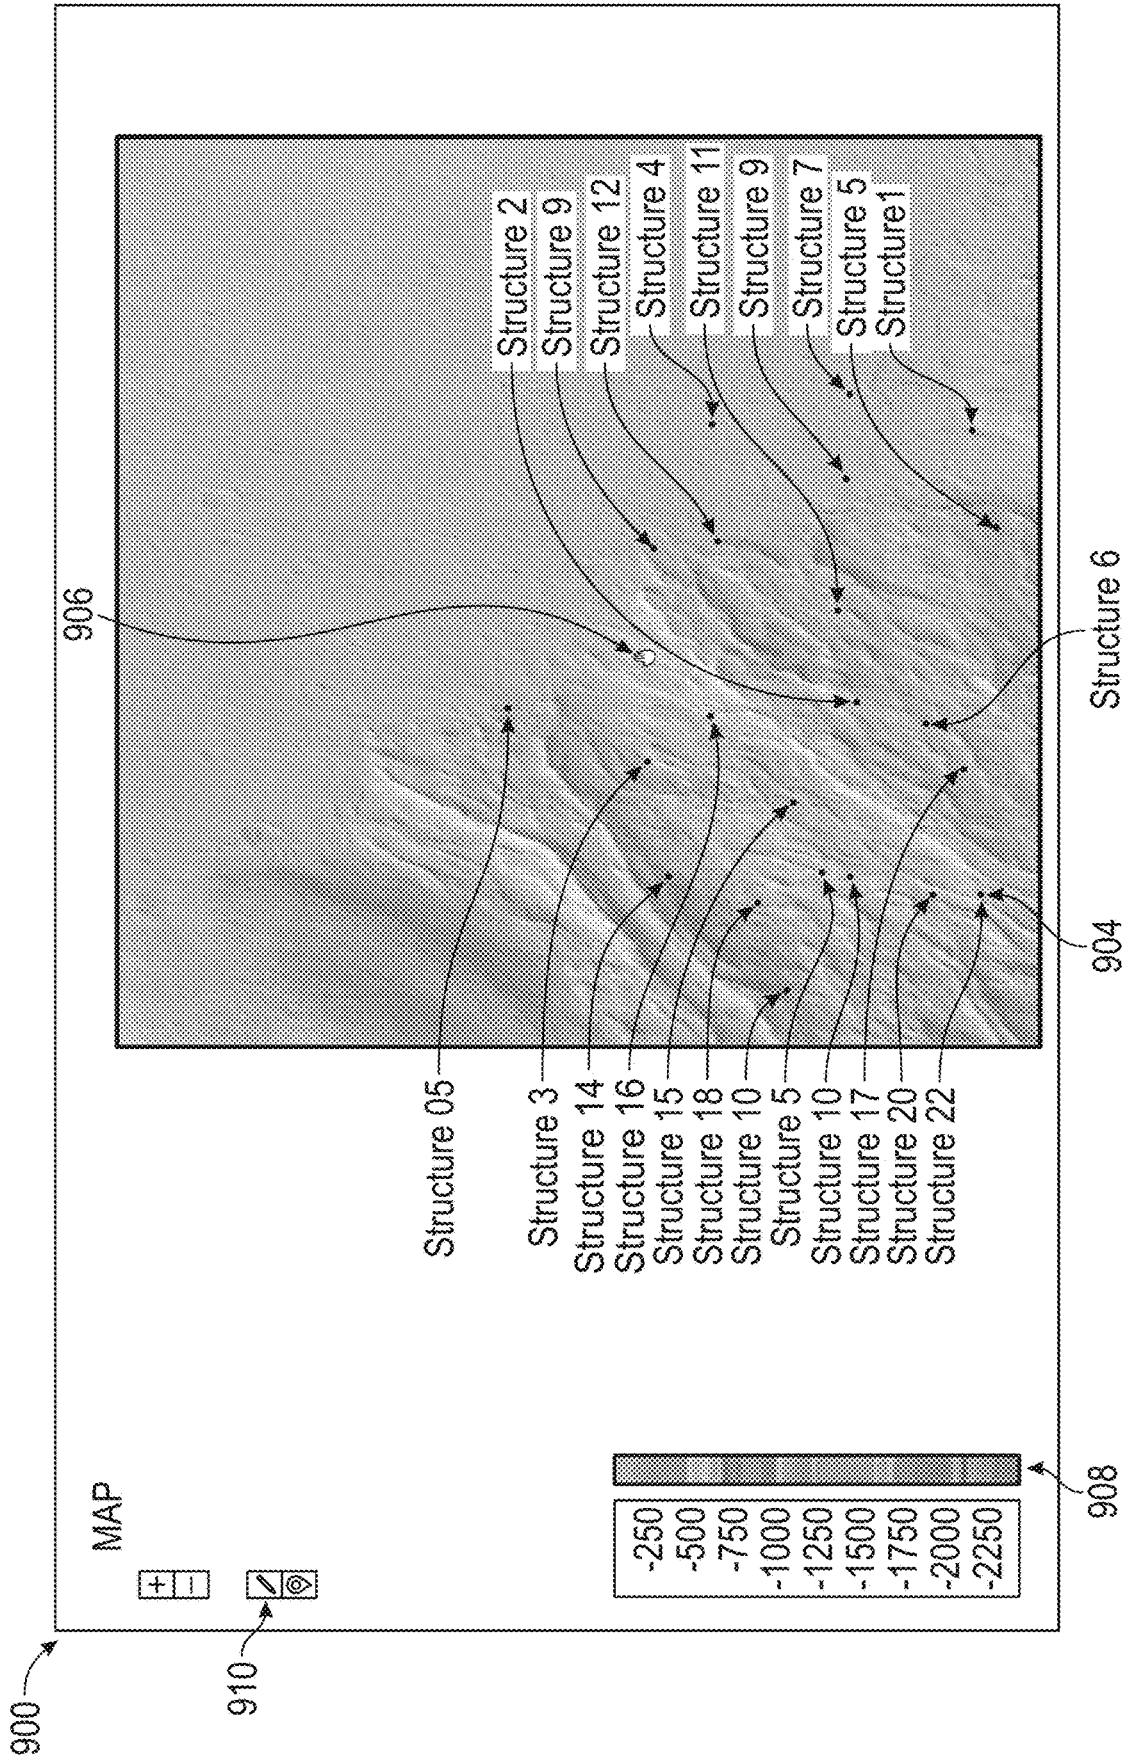 900
MAP
+
−
910
-250
-500
-750
-1000
-1250
-1500
-1750
-2000
-2250
908
Structure 05
Structure 3
Structure 14
Structure 16
Structure 15
Structure 18
Structure 10
Structure 5
Structure 10
Structure 17
Structure 20
Structure 22
904
906
Structure 6
Structure 2
Structure 9
Structure 12
Structure 4
Structure 11
Structure 9
Structure 7
Structure 5
Structure1